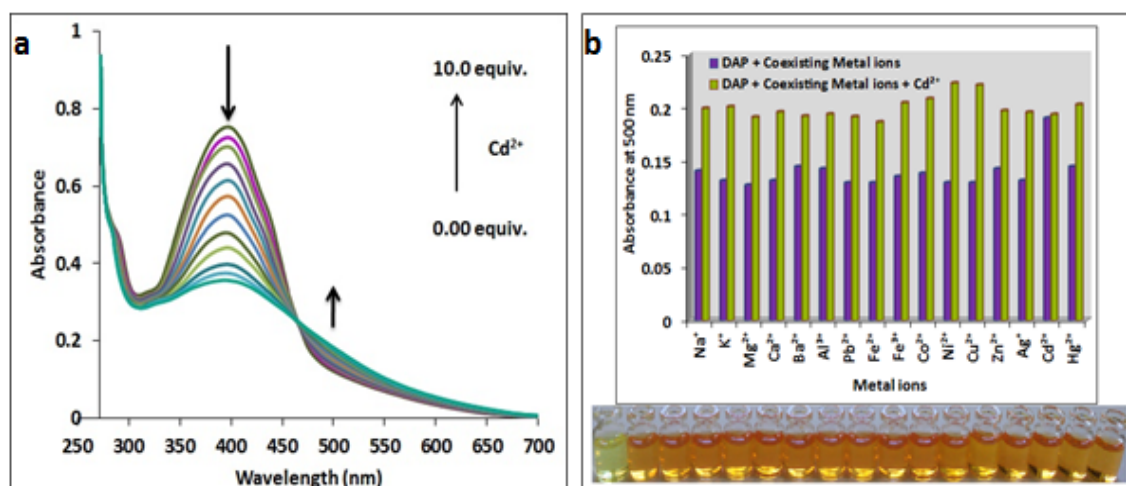 a
1
0.8
0.6
0.4
0.2
0
Absorbance
10.0 equiv.
Cd²⁺
0.00 equiv.
250 300 350 400 450 500 550 600 650 700
Wavelength (nm)
b
0.25
0.2
0.15
0.1
0.05
0
Absorbance at 500 nm
DAP + Coexisting Metal ions
DAP + Coexisting Metal ions + Cd²⁺
Na⁺ K⁺ Mg²⁺ Ca²⁺ Ba²⁺ Al³⁺ Pb²⁺ Fe²⁺ Fe³⁺ Co²⁺ Ni²⁺ Cu²⁺ Zn²⁺ Ag⁺ Cd²⁺ Hg²⁺
Metal ions